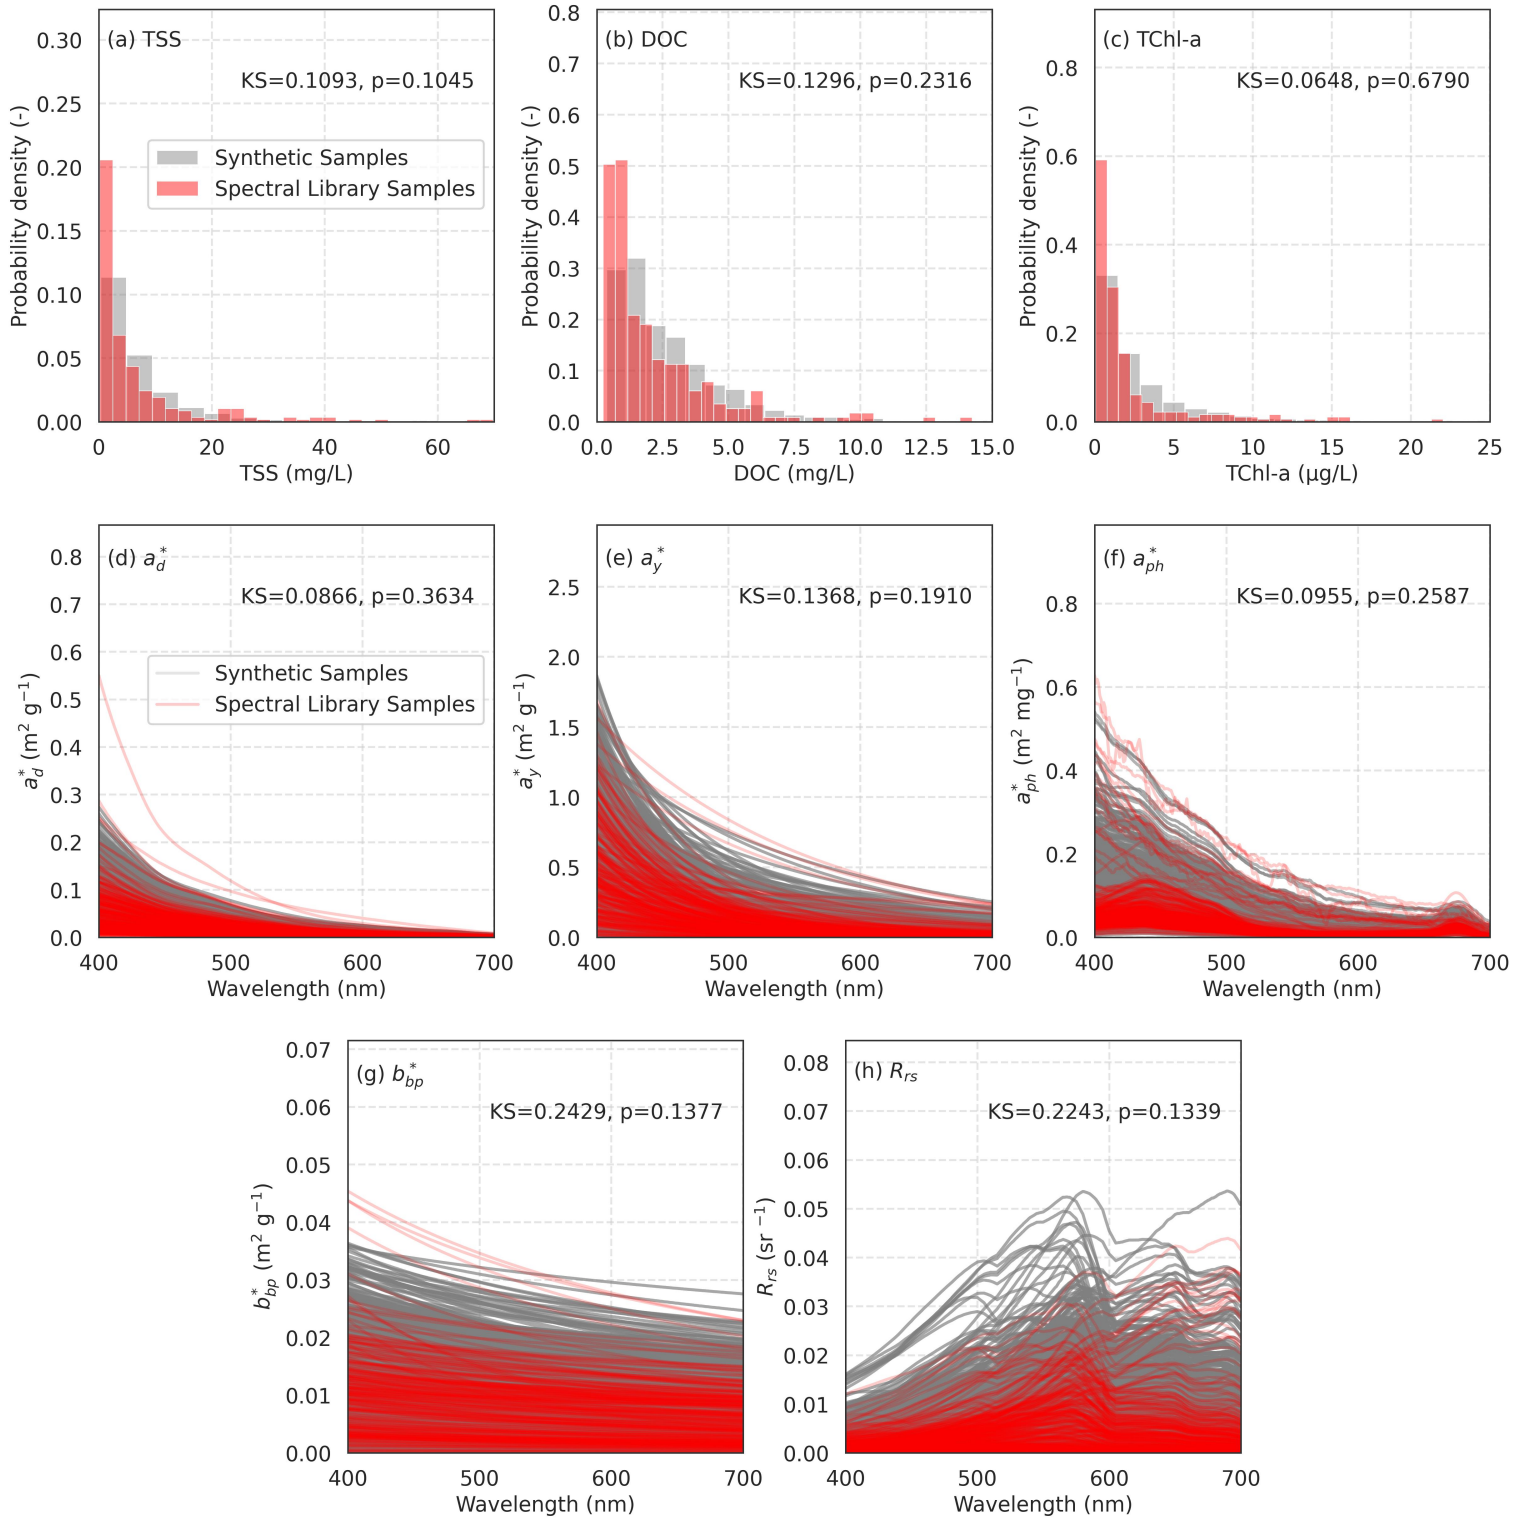 (a) TSS
KS=0.1093, p=0.1045
Synthetic Samples
Spectral Library Samples
Probability density (-)
0.30
0.25
0.20
0.15
0.10
0.05
0.00
0 20 40 60
TSS (mg/L)
(b) DOC
KS=0.1296, p=0.2316
Probability density (-)
0.8
0.7
0.6
0.5
0.4
0.3
0.2
0.1
0.0
0.0 2.5 5.0 7.5 10.0 12.5 15.0
DOC (mg/L)
(c) TChl-a
KS=0.0648, p=0.6790
Probability density (-)
0.8
0.6
0.4
0.2
0.0
0 5 10 15 20 25
TChl-a (μg/L)
(d) a*d
KS=0.0866, p=0.3634
Synthetic Samples
Spectral Library Samples
a*d (m² g⁻¹)
0.8
0.7
0.6
0.5
0.4
0.3
0.2
0.1
0.0
400 500 600 700
Wavelength (nm)
(e) a*y
KS=0.1368, p=0.1910
a*y (m² g⁻¹)
2.5
2.0
1.5
1.0
0.5
0.0
400 500 600 700
Wavelength (nm)
(f) a*ph
KS=0.0955, p=0.2587
a*ph (m² mg⁻¹)
0.8
0.6
0.4
0.2
0.0
400 500 600 700
Wavelength (nm)
(g) b*bp
KS=0.2429, p=0.1377
b*bp (m² g⁻¹)
0.07
0.06
0.05
0.04
0.03
0.02
0.01
0.00
400 500 600 700
Wavelength (nm)
(h) Rrs
KS=0.2243, p=0.1339
Rrs (sr ⁻¹)
0.08
0.07
0.06
0.05
0.04
0.03
0.02
0.01
0.00
400 500 600 700
Wavelength (nm)